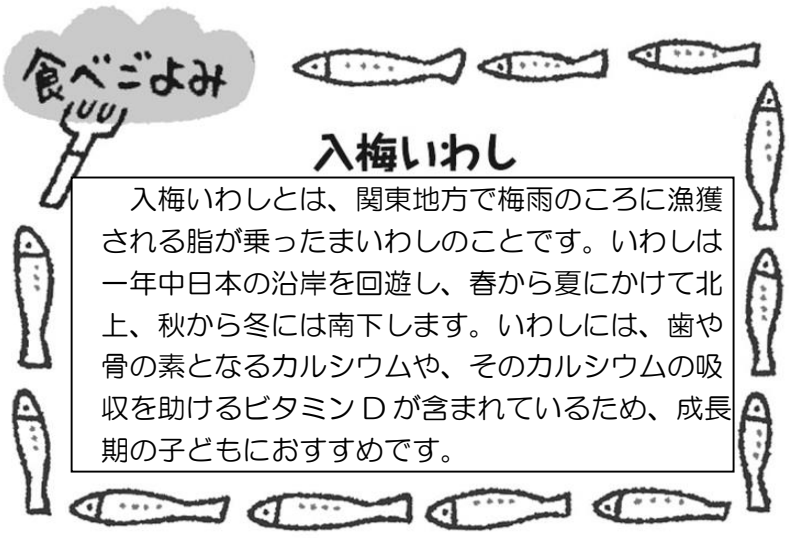 食べごよみ
入梅いわし
　入梅いわしとは、関東地方で梅雨のころに漁獲
される脂が乗ったまいわしのことです。いわしは
一年中日本の沿岸を回遊し、春から夏にかけて北
上、秋から冬には南下します。いわしには、歯や
骨の素となるカルシウムや、そのカルシウムの吸
収を助けるビタミンDが含まれているため、成長
期の子どもにおすすめです。